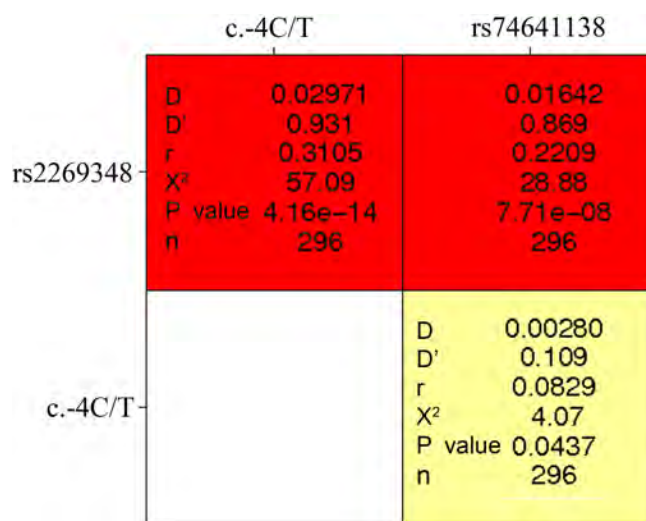 c.-4C/T rs74641138
rs2269348
D 0.02971 0.01642
D' 0.931 0.869
r 0.3105 0.2209
X² 57.09 28.88
P value 4.16e−14 7.71e−08
n 296 296
c.-4C/T
D 0.00280
D' 0.109
r 0.0829
X² 4.07
P value 0.0437
n 296